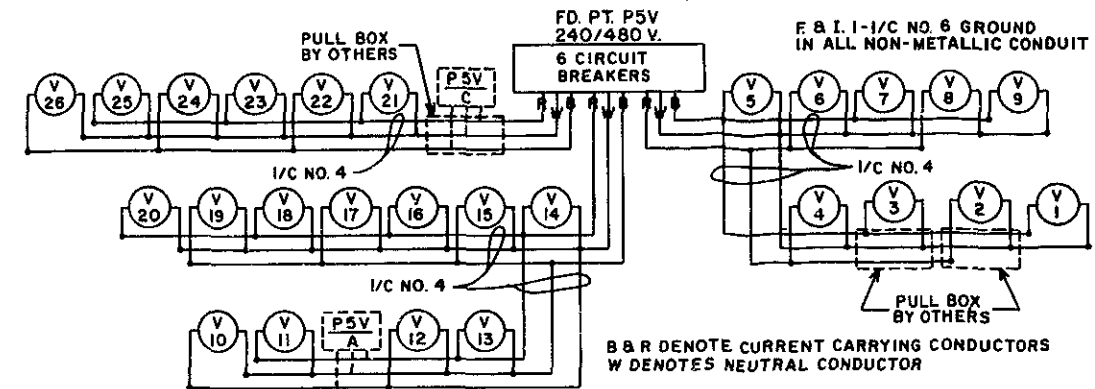 FD. PT. P5V
240/480 V.
6 CIRCUIT
BREAKERS
F. & I. 1-1/C NO. 6 GROUND
IN ALL NON-METALLIC CONDUIT
PULL BOX
BY OTHERS
P5V
C
V
26
V
25
V
24
V
23
V
22
V
21
R W B R W B R W B
V
5
V
6
V
7
V
8
V
9
1/C NO. 4
1/C NO. 4
V
20
V
19
V
18
V
17
V
16
V
15
V
14
V
4
V
3
V
2
V
1
1/C NO. 4
PULL BOX
BY OTHERS
V
10
V
11
P5V
A
V
12
V
13
B & R DENOTE CURRENT CARRYING CONDUCTORS
W DENOTES NEUTRAL CONDUCTOR